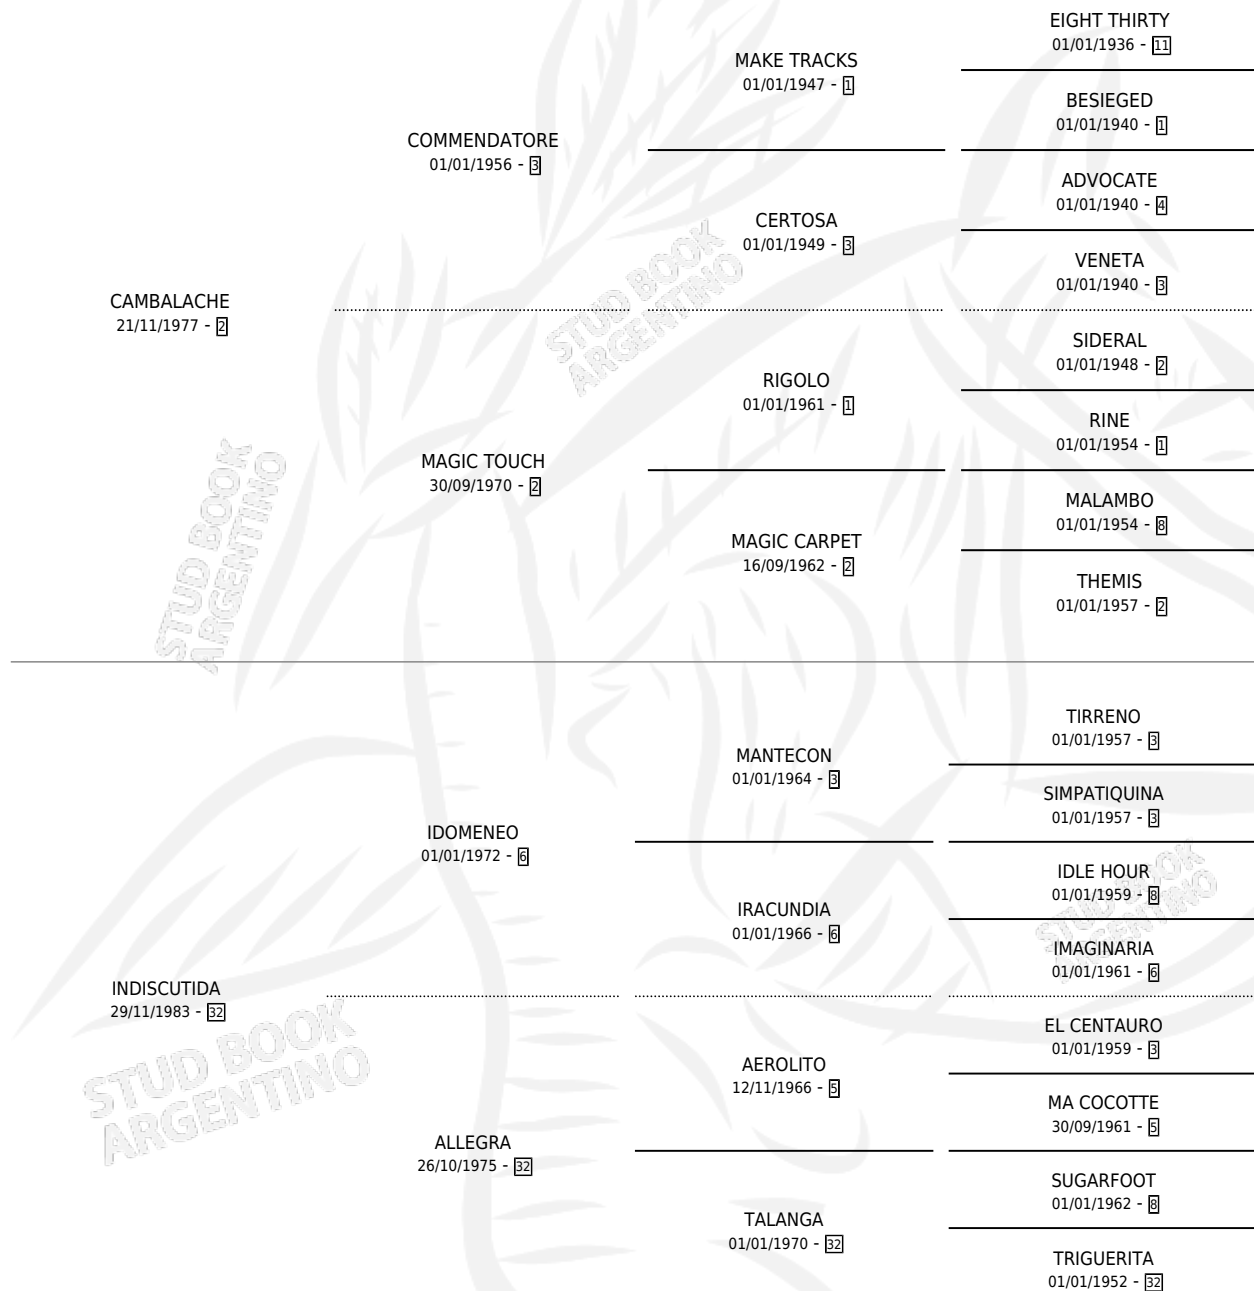 EIGHT THIRTY
01/01/1936 - 11
MAKE TRACKS
01/01/1947 - 1
BESIEGED
01/01/1940 - 1
COMMENDATORE
01/01/1956 - 3
ADVOCATE
01/01/1940 - 4
CERTOSA
01/01/1949 - 3
VENETA
01/01/1940 - 3
CAMBALACHE
21/11/1977 - 2
STUD BOOK
ARGENTINO
SIDERAL
01/01/1948 - 2
RIGOLO
01/01/1961 - 1
RINE
01/01/1954 - 1
MAGIC TOUCH
30/09/1970 - 2
MALAMBO
01/01/1954 - 8
MAGIC CARPET
16/09/1962 - 2
THEMIS
01/01/1957 - 2
STUD BOOK
ARGENTINO
TIRRENO
01/01/1957 - 3
MANTECON
01/01/1964 - 3
SIMPATIQUINA
01/01/1957 - 3
IDOMENEO
01/01/1972 - 6
IDLE HOUR
01/01/1959 - 8
IRACUNDIA
01/01/1966 - 6
STUD BOOK
ARGENTINO
IMAGINARIA
01/01/1961 - 6
INDISCUTIDA
29/11/1983 - 32
EL CENTAURO
01/01/1959 - 3
AEROLITO
12/11/1966 - 5
STUD BOOK
ARGENTINO
MA COCOTTE
30/09/1961 - 5
ALLEGRA
26/10/1975 - 32
SUGARFOOT
01/01/1962 - 8
TALANGA
01/01/1970 - 32
TRIGUERITA
01/01/1952 - 32